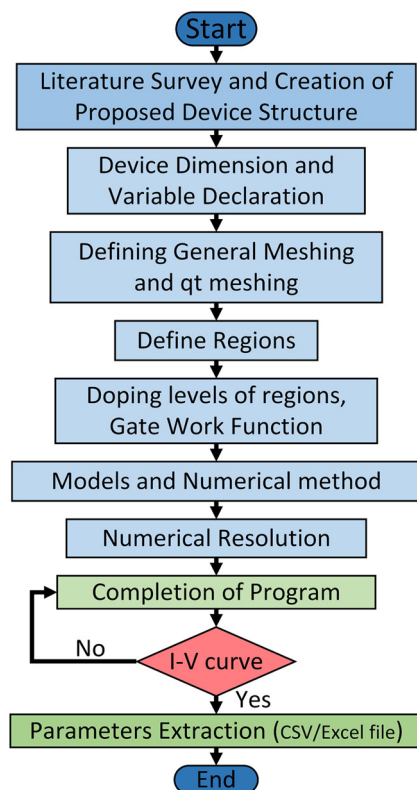 Start
Literature Survey and Creation of
Proposed Device Structure
Device Dimension and
Variable Declaration
Defining General Meshing
and qt meshing
Define Regions
Doping levels of regions,
Gate Work Function
Models and Numerical method
Numerical Resolution
Completion of Program
No
I-V curve
Yes
Parameters Extraction (CSV/Excel file)
End